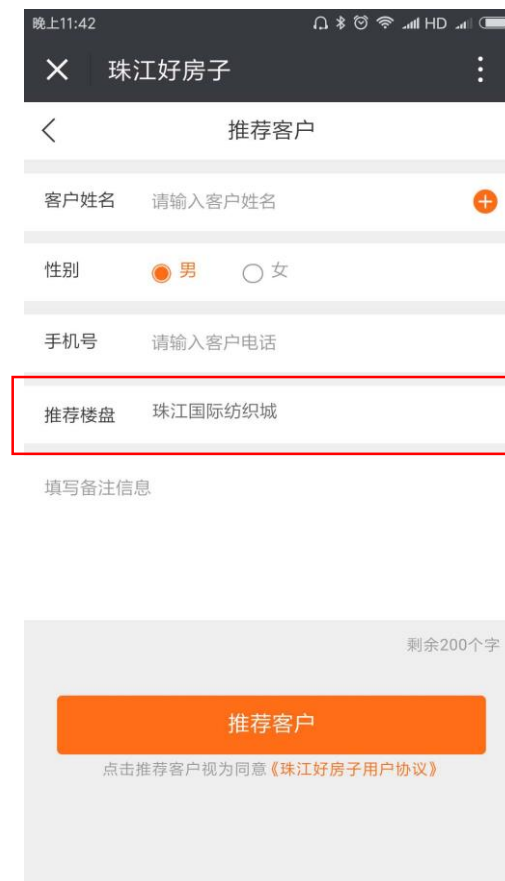 晚上11:42 HD
珠江好房子
推荐客户
客户姓名 请输入客户姓名
性别 男 女
手机号 请输入客户电话
推荐楼盘 珠江国际纺织城
填写备注信息
剩余200个字
推荐客户
点击推荐客户视为同意《珠江好房子用户协议》